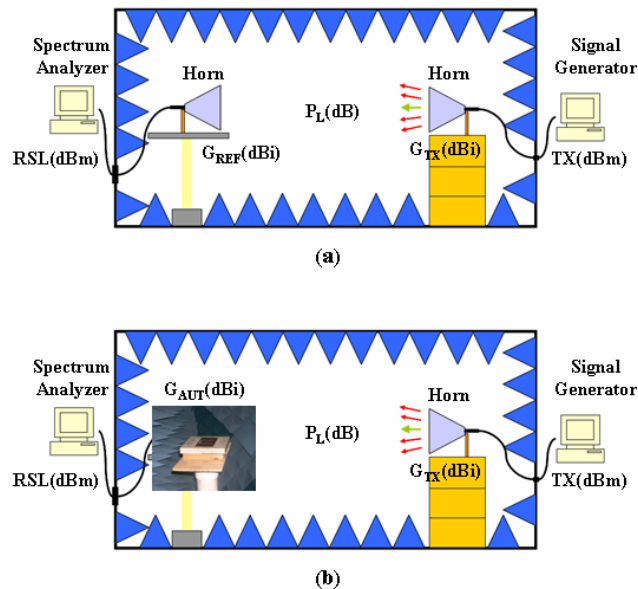 Spectrum
Analyzer
Signal
Generator
Horn
Horn
P_L(dB)
RSL(dBm)
G_REF(dBi)
G_TX(dBi)
TX(dBm)
(a)
Spectrum
Analyzer
Signal
Generator
G_AUT(dBi)
Horn
P_L(dB)
RSL(dBm)
G_TX(dBi)
TX(dBm)
(b)